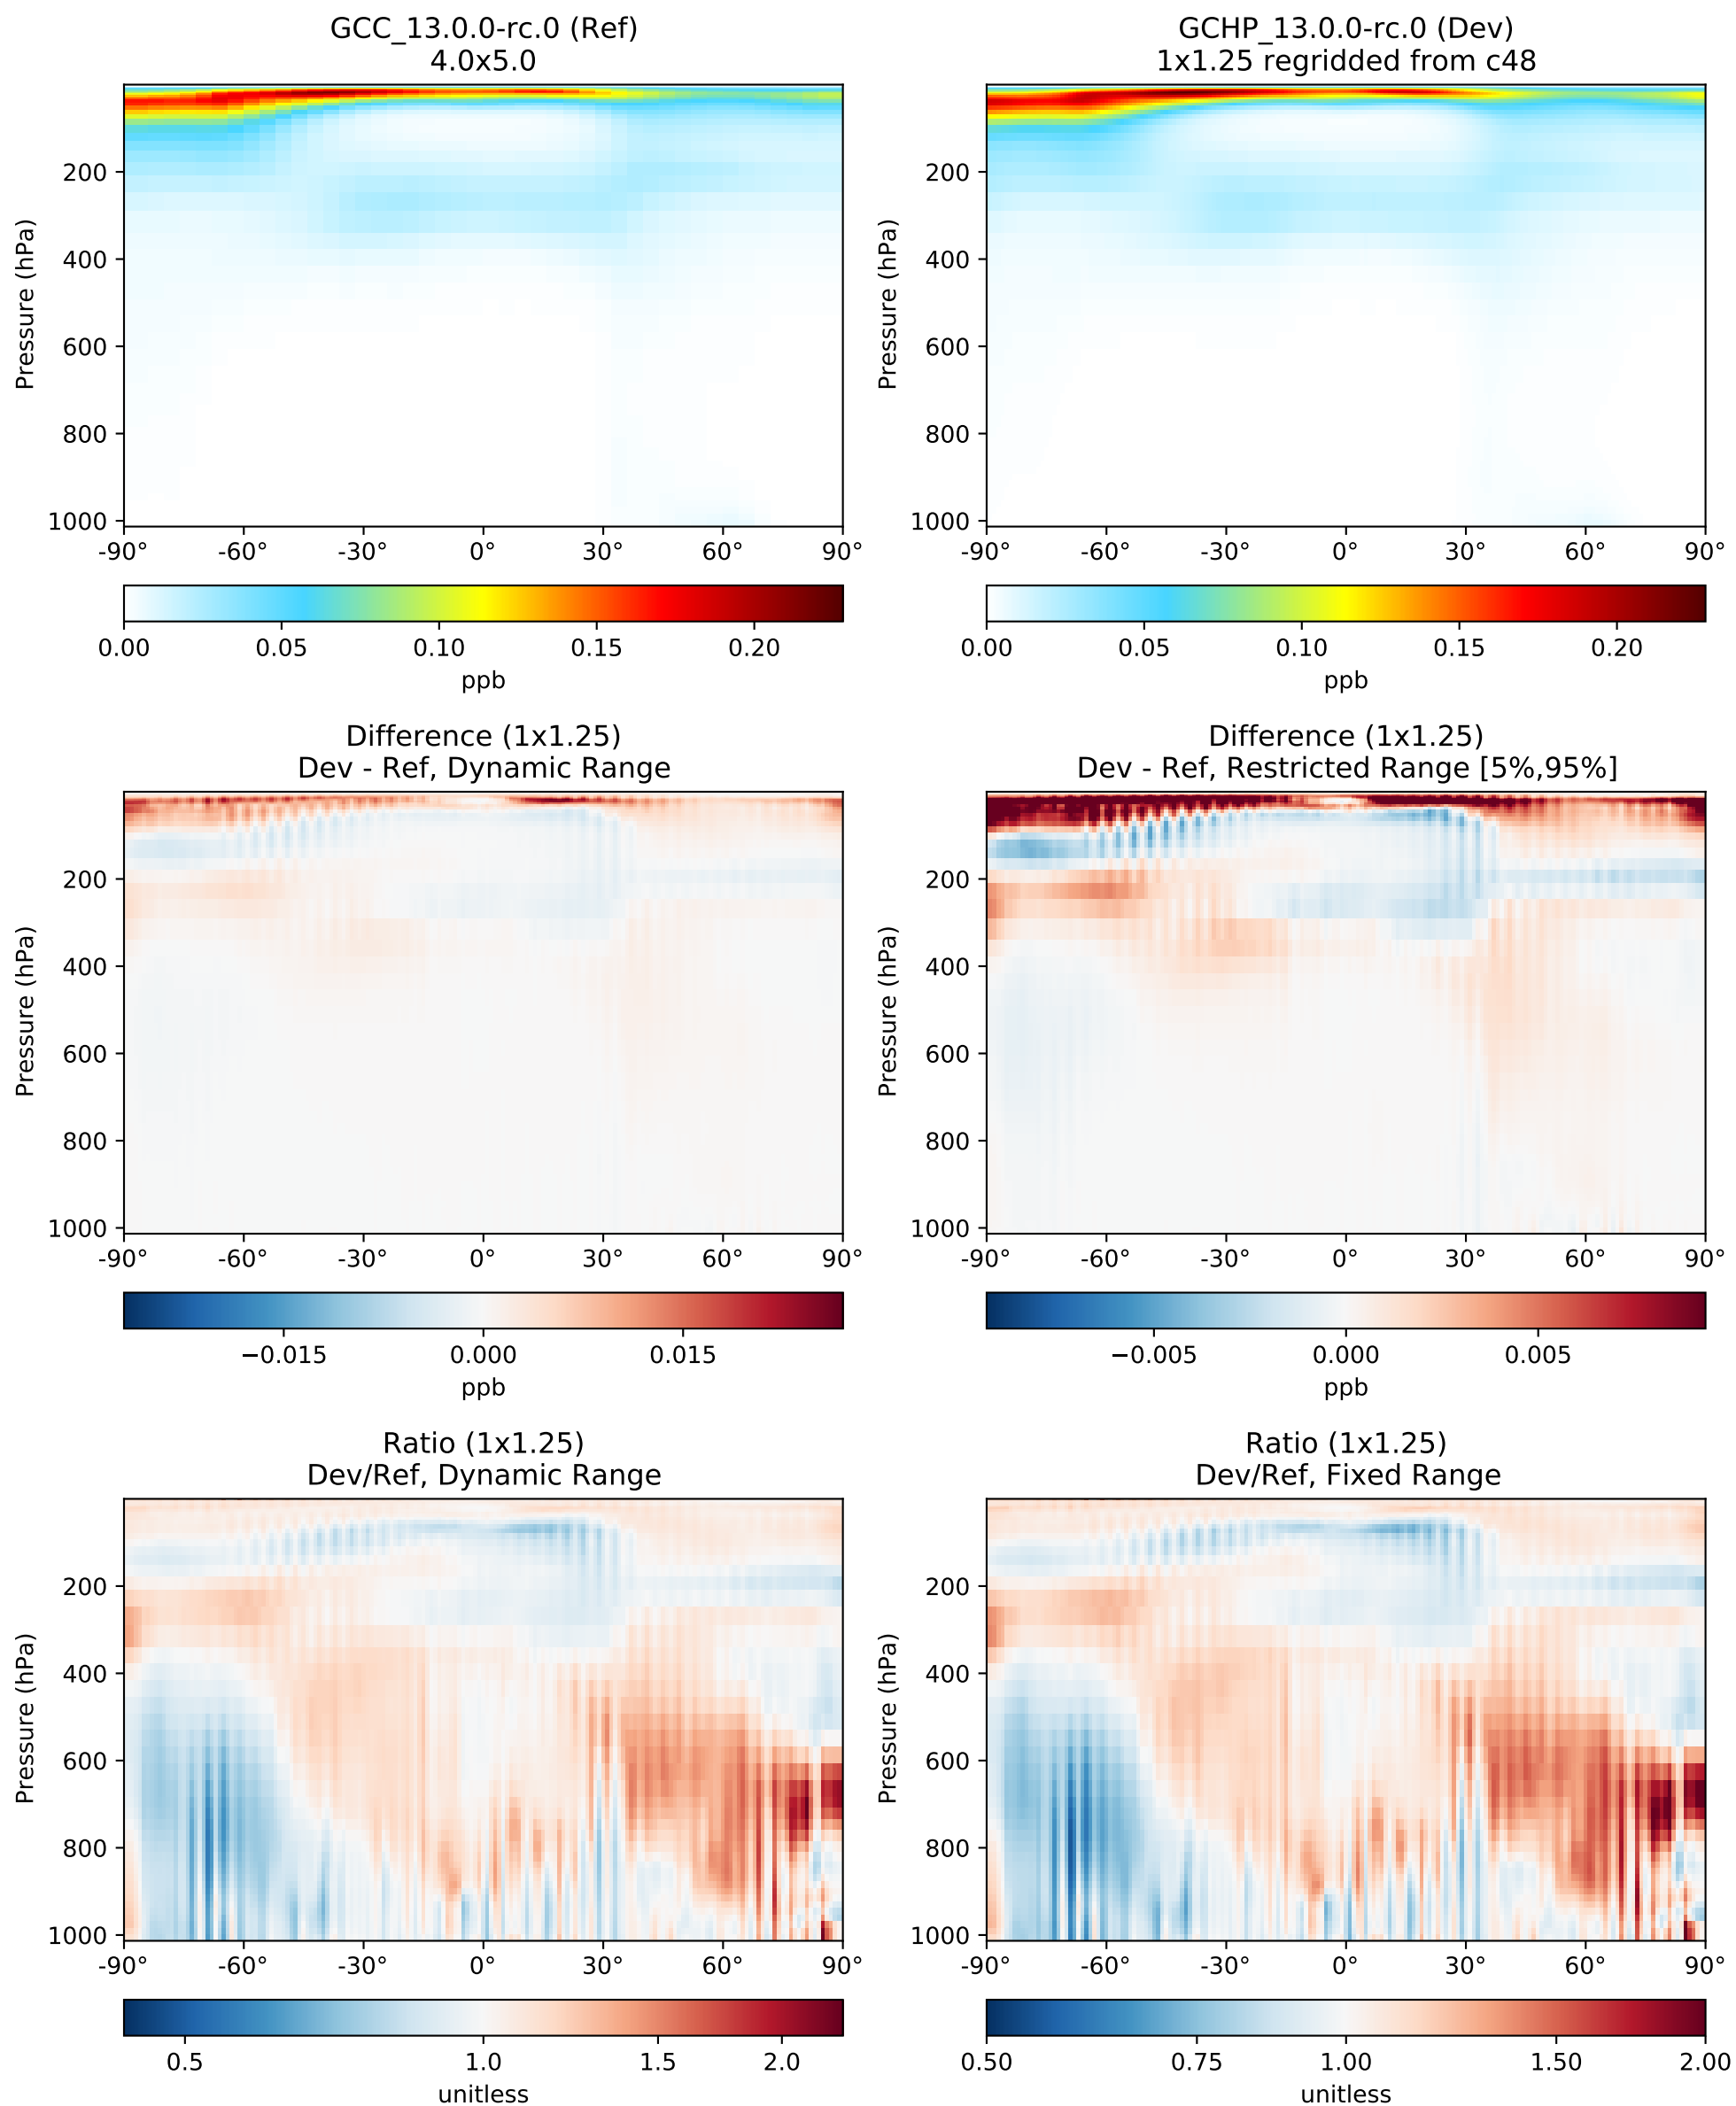 GCC_13.0.0-rc.0 (Ref)
4.0x5.0
Pressure (hPa)
200
400
600
800
1000
-90° -60° -30° 0° 30° 60° 90°
0.00 0.05 0.10 0.15 0.20
ppb
GCHP_13.0.0-rc.0 (Dev)
1x1.25 regridded from c48
Pressure (hPa)
200
400
600
800
1000
-90° -60° -30° 0° 30° 60° 90°
0.00 0.05 0.10 0.15 0.20
ppb
Difference (1x1.25)
Dev - Ref, Dynamic Range
Pressure (hPa)
200
400
600
800
1000
-90° -60° -30° 0° 30° 60° 90°
−0.015 0.000 0.015
ppb
Difference (1x1.25)
Dev - Ref, Restricted Range [5%,95%]
Pressure (hPa)
200
400
600
800
1000
-90° -60° -30° 0° 30° 60° 90°
−0.005 0.000 0.005
ppb
Ratio (1x1.25)
Dev/Ref, Dynamic Range
Pressure (hPa)
200
400
600
800
1000
-90° -60° -30° 0° 30° 60° 90°
0.5 1.0 1.5 2.0
unitless
Ratio (1x1.25)
Dev/Ref, Fixed Range
Pressure (hPa)
200
400
600
800
1000
-90° -60° -30° 0° 30° 60° 90°
0.50 0.75 1.00 1.50 2.00
unitless